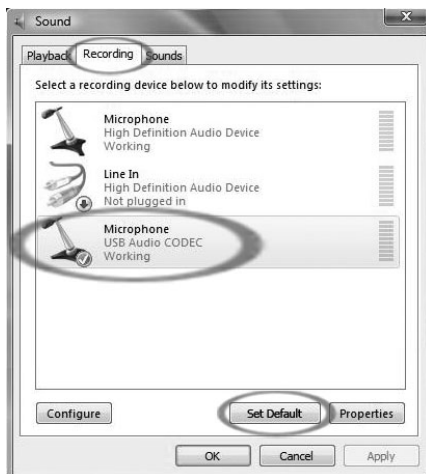 Sound
Playback Recording Sounds
Select a recording device below to modify its settings:
Microphone
High Definition Audio Device
Working
Line In
High Definition Audio Device
Not plugged in
Microphone
USB Audio CODEC
Working
Configure Set Default Properties
OK Cancel Apply